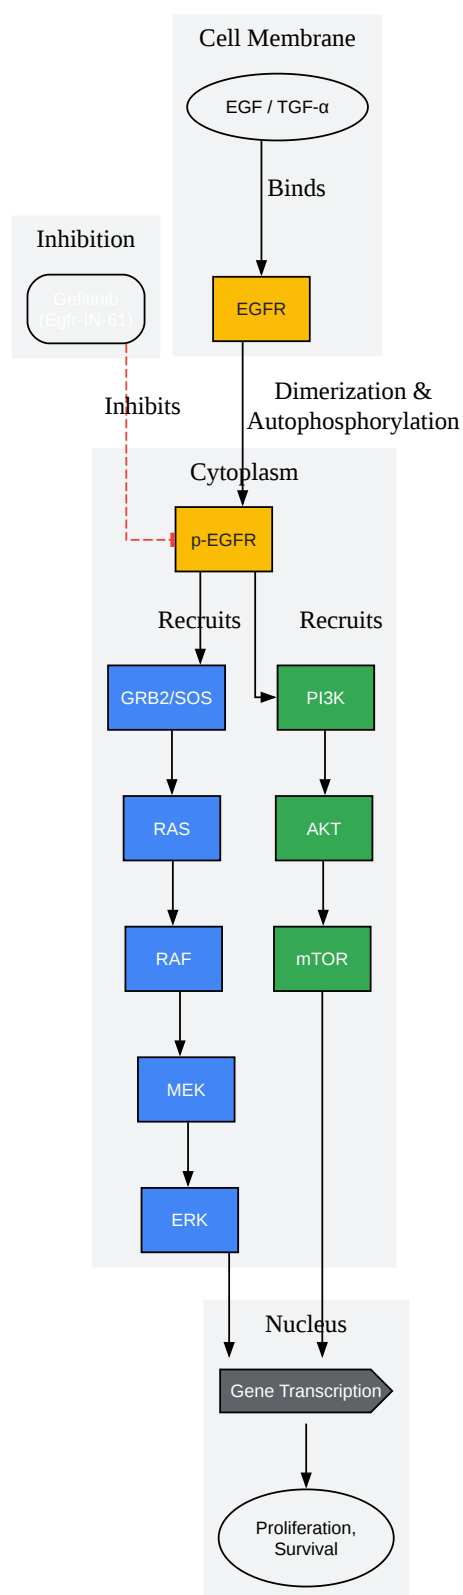 Cell Membrane
EGF / TGF-α
Binds
Inhibition
Gefitinib
(Egfr-IN-61)
EGFR
Inhibits
Dimerization &
Autophosphorylation
Cytoplasm
p-EGFR
Recruits
Recruits
GRB2/SOS
PI3K
RAS
AKT
RAF
mTOR
MEK
ERK
Nucleus
Gene Transcription
Proliferation,
Survival